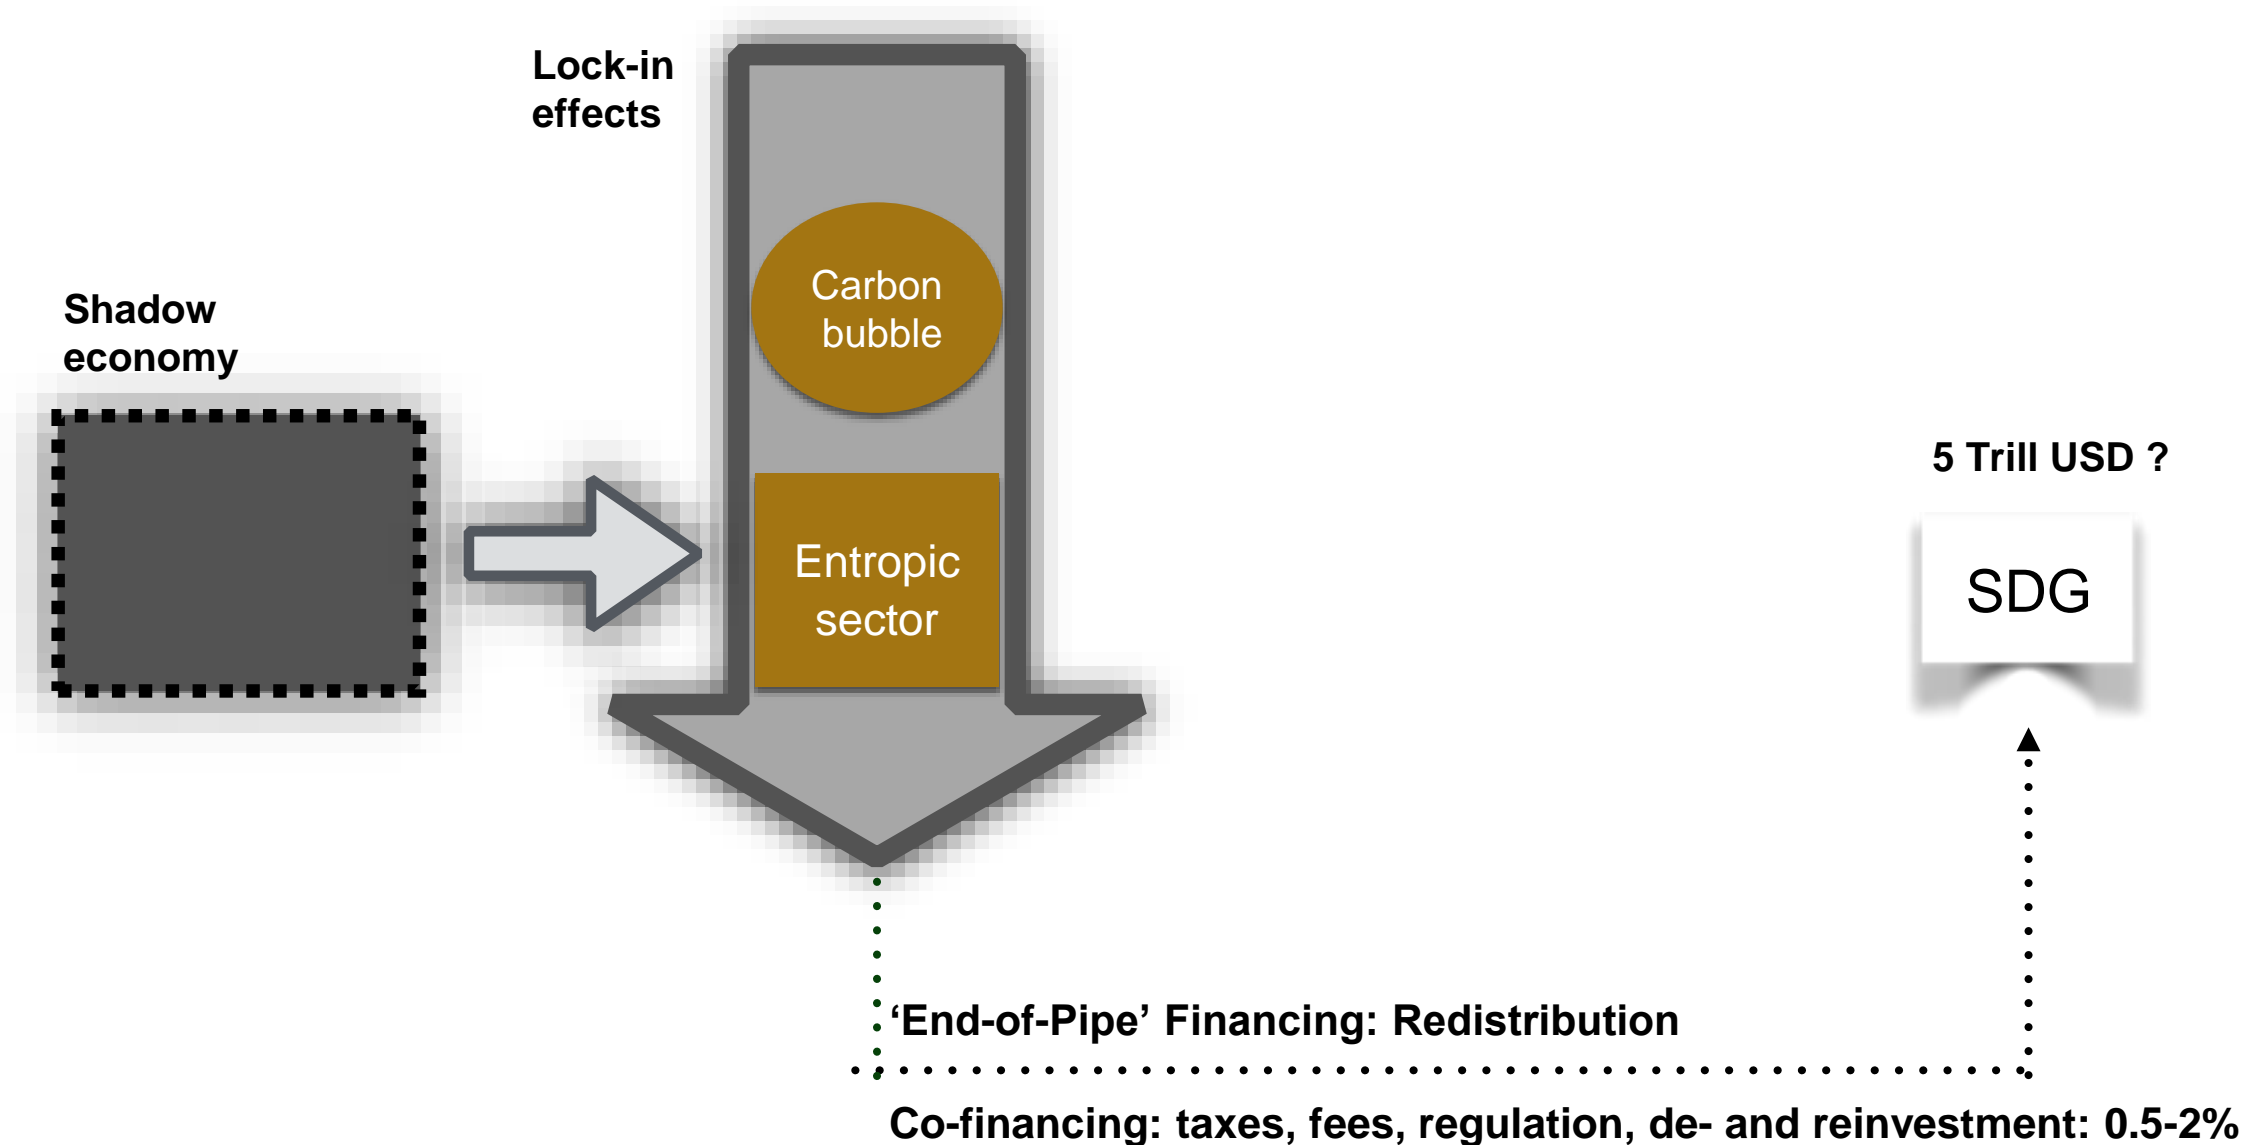 Lock-in
effects
Carbon
bubble
Shadow
economy
Entropic
sector
5 Trill USD ?
SDG
‘End-of-Pipe’ Financing: Redistribution
Co-financing: taxes, fees, regulation, de- and reinvestment: 0.5-2%